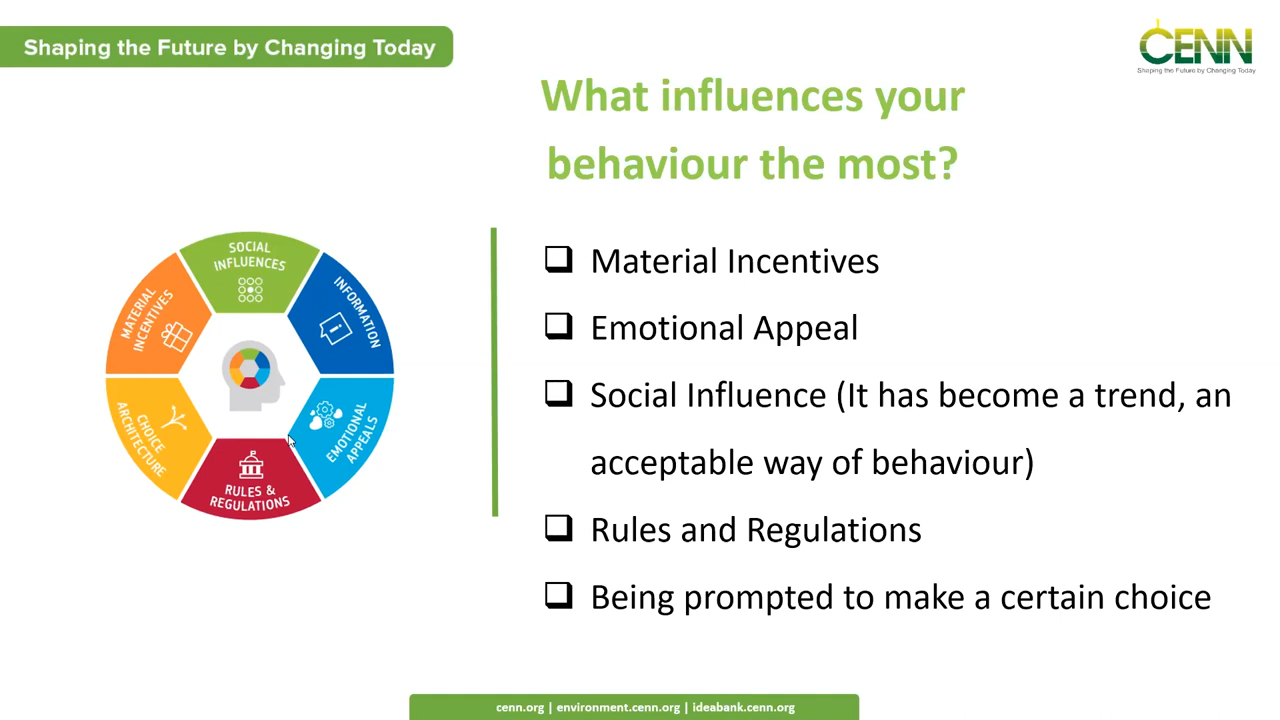 Shaping the Future by Changing Today
CENN
Shaping the Future by Changing Today
What influences your
behaviour the most?
SOCIAL
INFLUENCES
INFORMATION
EMOTIONAL
APPEALS
RULES &
REGULATIONS
CHOICE
ARCHITECTURE
MATERIAL
INCENTIVES
Material Incentives
Emotional Appeal
Social Influence (It has become a trend, an
acceptable way of behaviour)
Rules and Regulations
Being prompted to make a certain choice
cenn.org | environment.cenn.org | ideabank.cenn.org